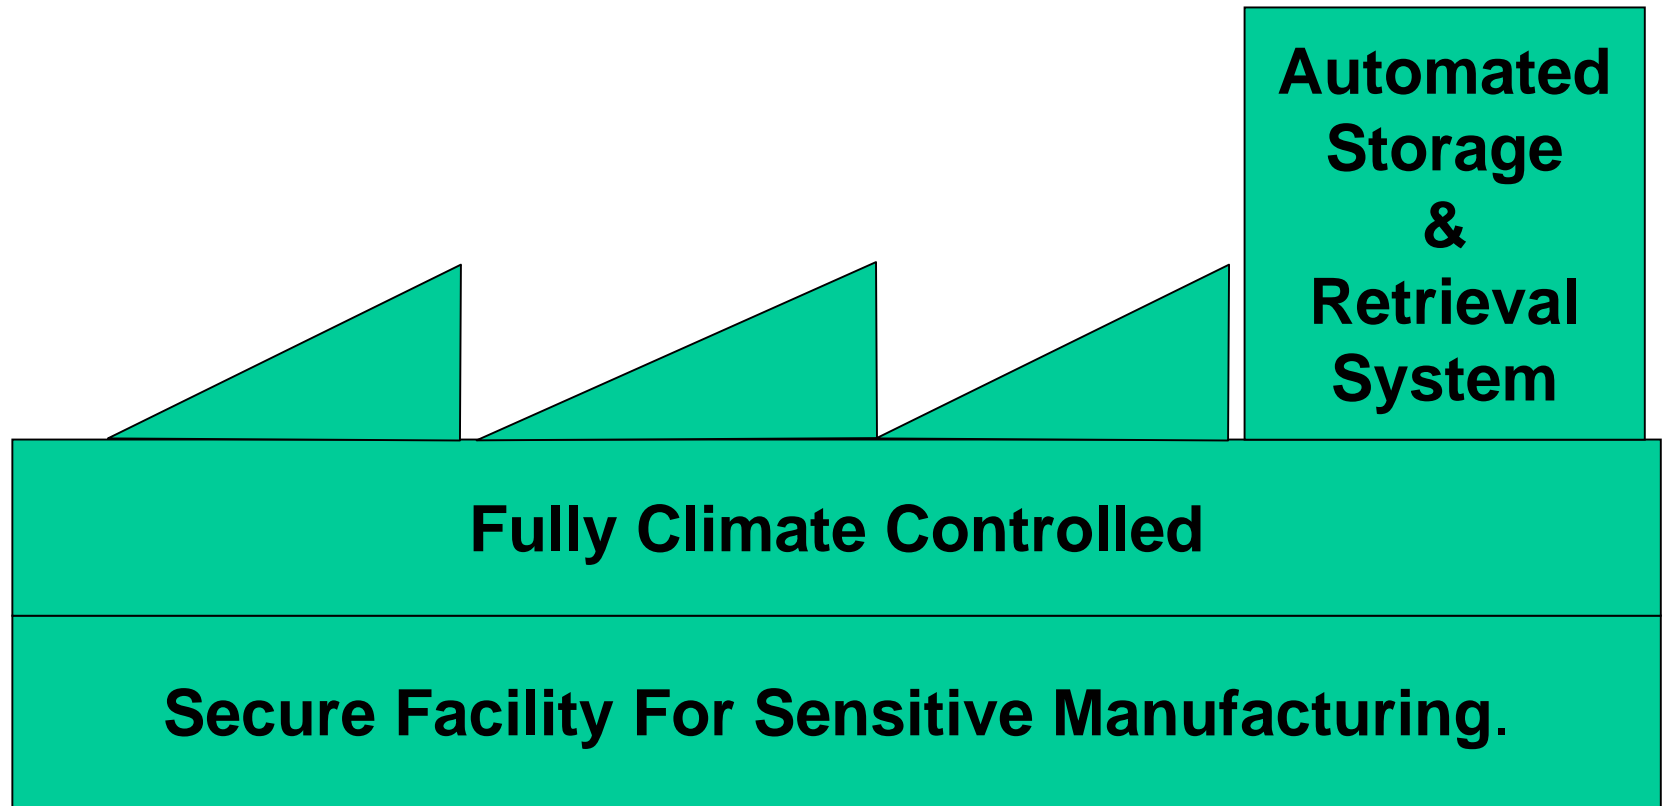 Automated
Storage
&
Retrieval
System
Fully Climate Controlled
Secure Facility For Sensitive Manufacturing.